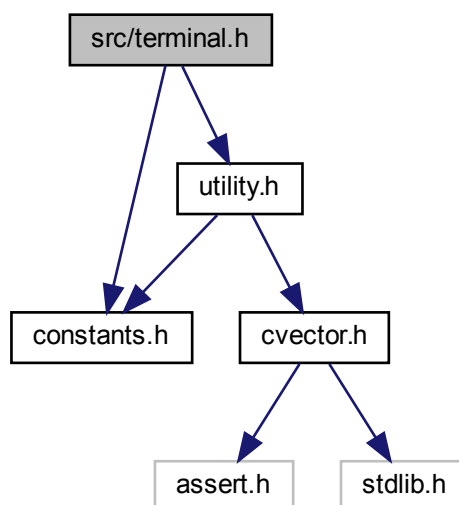 src/terminal.h
utility.h
constants.h
cvector.h
assert.h
stdlib.h